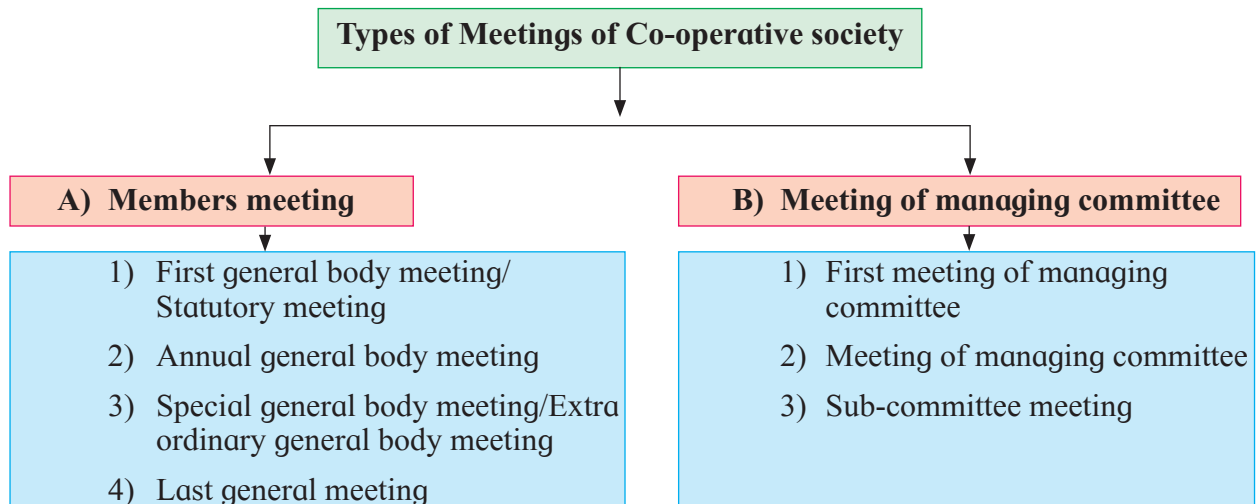 Types of Meetings of Co-operative society
A) Members meeting
1) First general body meeting/
Statutory meeting
2) Annual general body meeting
3) Special general body meeting/Extra
ordinary general body meeting
4) Last general meeting
B) Meeting of managing committee
1) First meeting of managing
committee
2) Meeting of managing committee
3) Sub-committee meeting